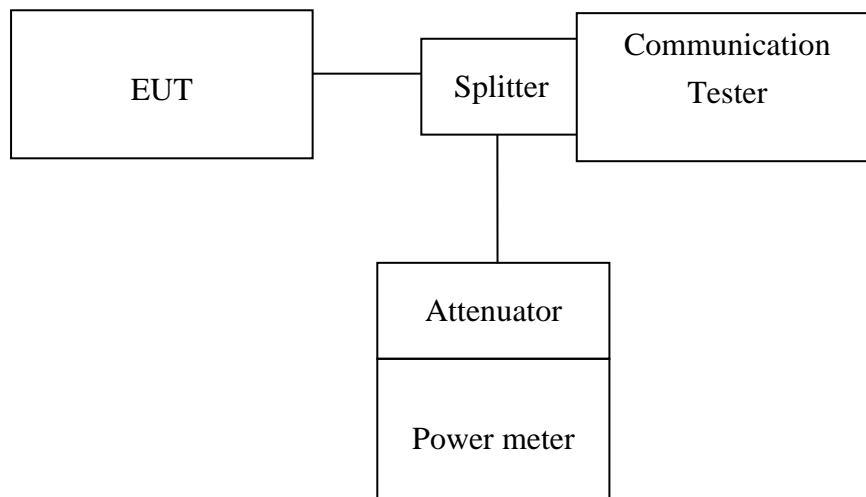 EUT
Splitter
Communication
Tester
Attenuator
Power meter